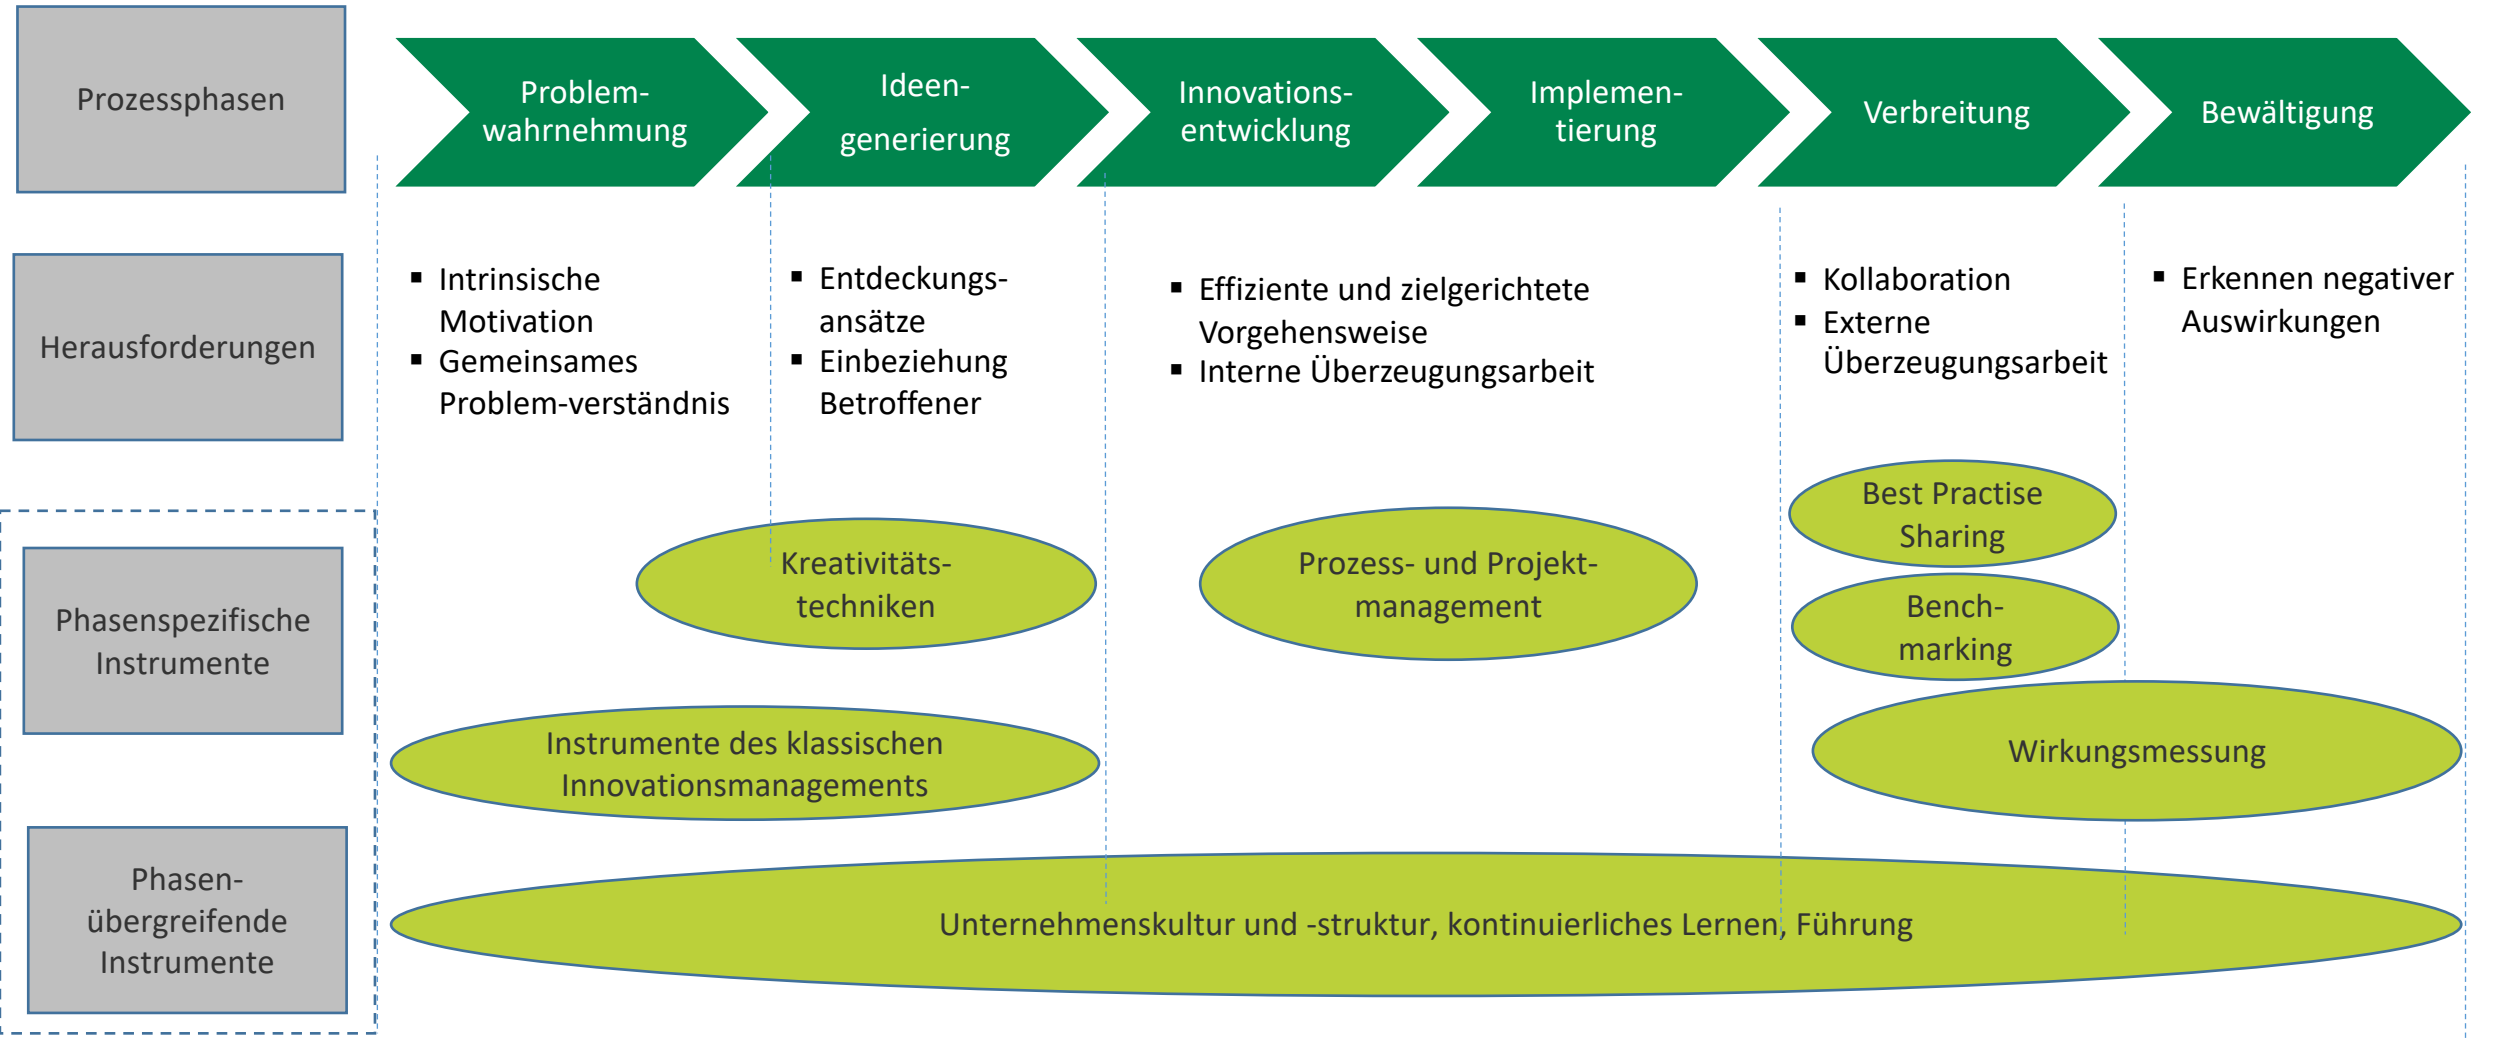 Prozessphasen
Problem-
wahrnehmung
Ideen-
generierung
Innovations-
entwicklung
Implemen-
tierung
Verbreitung
Bewältigung
Herausforderungen
▪ Intrinsische
Motivation
▪ Gemeinsames
Problem-verständnis
▪ Entdeckungs-
ansätze
▪ Einbeziehung
Betroffener
▪ Effiziente und zielgerichtete
Vorgehensweise
▪ Interne Überzeugungsarbeit
▪ Kollaboration
▪ Externe
Überzeugungsarbeit
▪ Erkennen negativer
Auswirkungen
Phasenspezifische
Instrumente
Kreativitäts-
techniken
Prozess- und Projekt-
management
Best Practise
Sharing
Bench-
marking
Instrumente des klassischen
Innovationsmanagements
Wirkungsmessung
Phasen-
übergreifende
Instrumente
Unternehmenskultur und -struktur, kontinuierliches Lernen, Führung